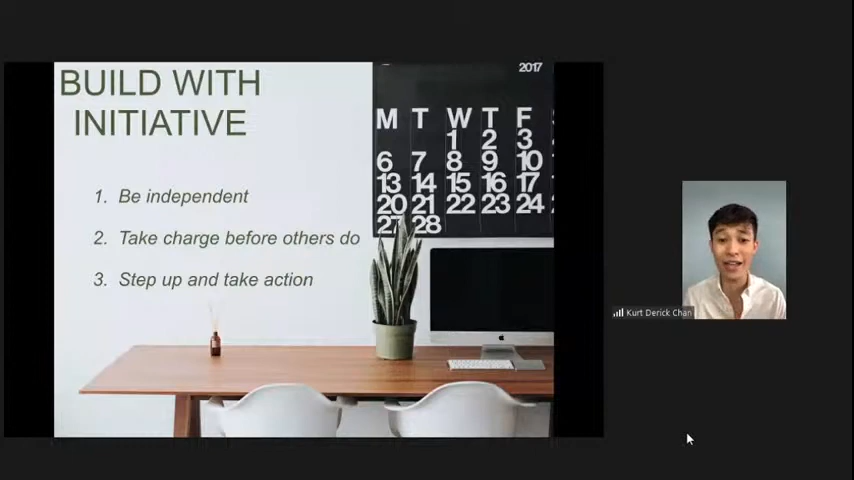 BUILD WITH
INITIATIVE
1. Be independent
2. Take charge before others do
3. Step up and take action
2017
M T W T F
1 2 3
6 7 8 9 10
13 14 15 16 17
20 21 22 23 24
27 28
Kurt Derick Chan